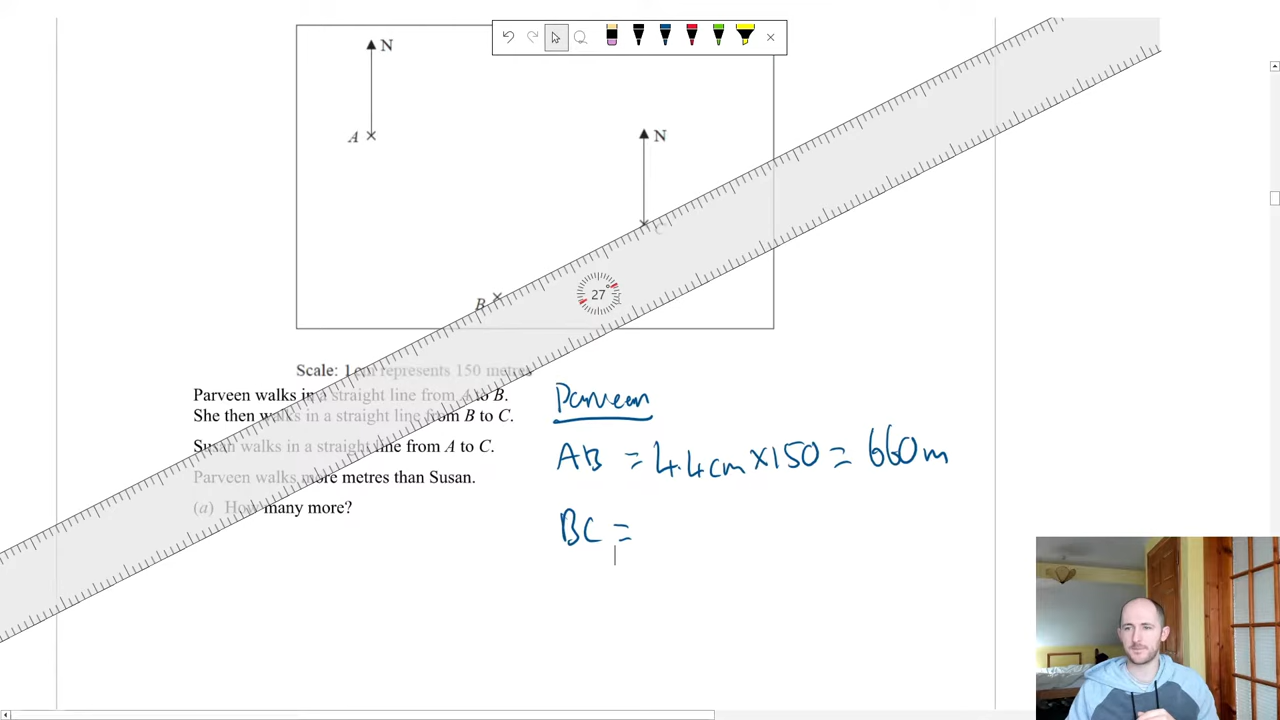 N
A
N
C
B
27°
Scale: 1cm represents 150 metres
Parveen walks in a straight line from A to B.
She then walks in a straight line from B to C.
Susan walks in a straight line from A to C.
Parveen walks more metres than Susan.
(a) How many more?
Parveen
AB = 4.4cm × 150 = 660m
BC =